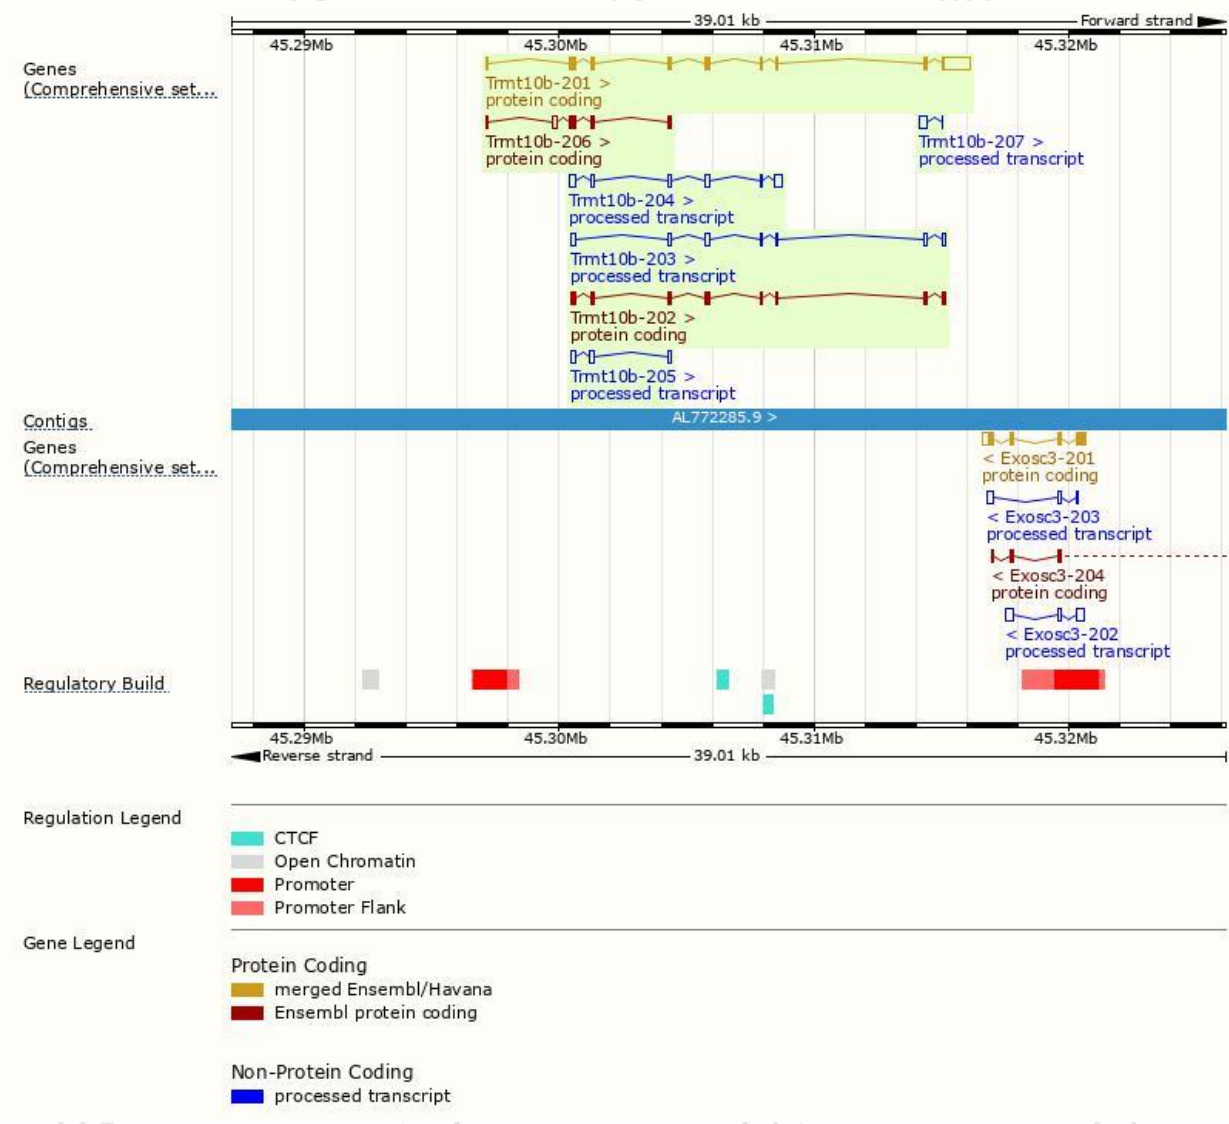 39.01 kb Forward strand
45.29Mb 45.30Mb 45.31Mb 45.32Mb
Genes
(Comprehensive set...
Trmt10b-201 >
protein coding
Trmt10b-206 >
protein coding
Trmt10b-207 >
processed transcript
Trmt10b-204 >
processed transcript
Trmt10b-203 >
processed transcript
Trmt10b-202 >
protein coding
Trmt10b-205 >
processed transcript
Contigs
AL772285.9 >
Genes
(Comprehensive set...
< Exosc3-201
protein coding
< Exosc3-203
processed transcript
< Exosc3-204
protein coding
< Exosc3-202
processed transcript
Regulatory Build
45.29Mb 45.30Mb 45.31Mb 45.32Mb
Reverse strand 39.01 kb
Regulation Legend
CTCF
Open Chromatin
Promoter
Promoter Flank
Gene Legend
Protein Coding
merged Ensembl/Havana
Ensembl protein coding
Non-Protein Coding
processed transcript